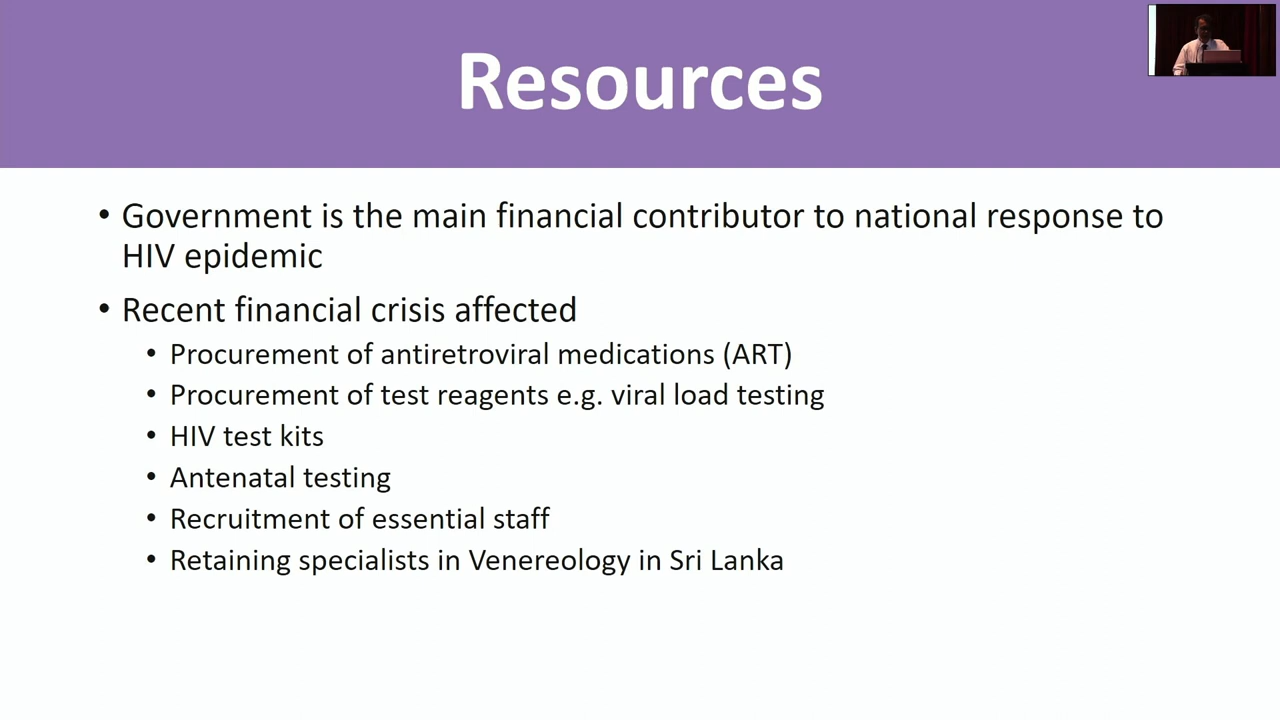 Resources
• Government is the main financial contributor to national response to
HIV epidemic
• Recent financial crisis affected
• Procurement of antiretroviral medications (ART)
• Procurement of test reagents e.g. viral load testing
• HIV test kits
• Antenatal testing
• Recruitment of essential staff
• Retaining specialists in Venereology in Sri Lanka